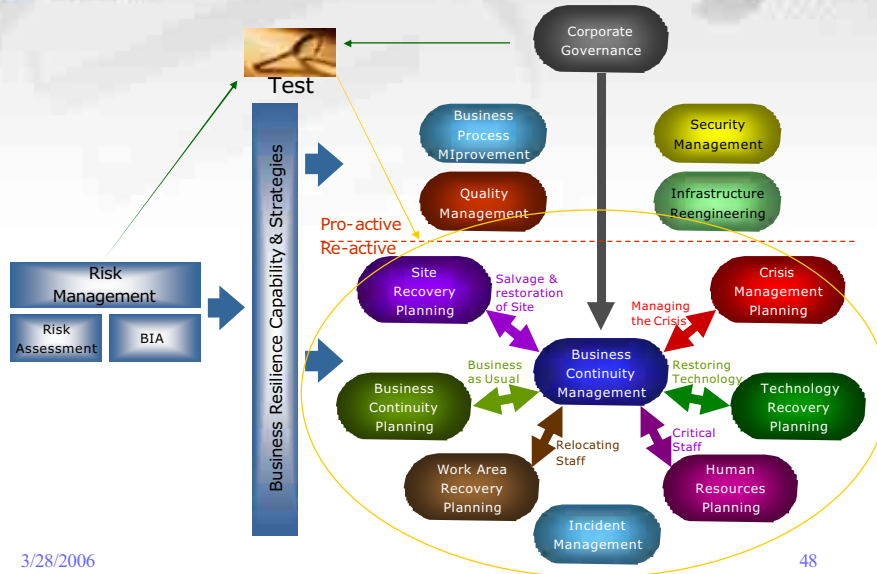 Corporate
Governance
Test
Business
Process
MIprovement
Security
Management
Quality
Management
Infrastructure
Reengineering
Pro-active
Re-active
Business Resilience Capability & Strategies
Risk
Management
Risk
Assessment
BIA
Site
Recovery
Planning
Salvage &
restoration
of Site
Managing
the Crisis
Crisis
Management
Planning
Business
Continuity
Management
Business
as Usual
Restoring
Technology
Business
Continuity
Planning
Technology
Recovery
Planning
Relocating
Staff
Critical
Staff
Work Area
Recovery
Planning
Human
Resources
Planning
Incident
Management
3/28/2006
48